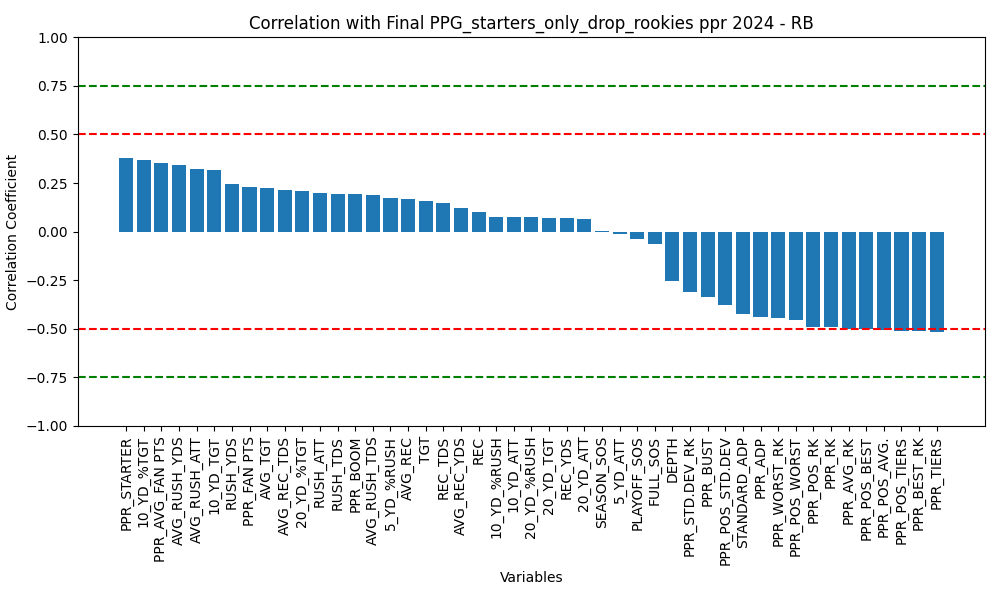 Correlation with Final PPG_starters_only_drop_rookies ppr 2024 - RB
Correlation Coefficient
1.00
0.75
0.50
0.25
0.00
−0.25
−0.50
−0.75
−1.00
PPR_STARTER
10_YD_%TGT
PPR_AVG_FAN PTS
AVG_RUSH_YDS
AVG_RUSH_ATT
10_YD_TGT
RUSH_YDS
PPR_FAN PTS
AVG_TGT
AVG_REC_TDS
20_YD_%TGT
RUSH_ATT
RUSH_TDS
PPR_BOOM
AVG_RUSH_TDS
5_YD_%RUSH
AVG_REC
TGT
REC_TDS
AVG_REC_YDS
REC
10_YD_%RUSH
10_YD_ATT
20_YD_%RUSH
20_YD_TGT
REC_YDS
20_YD_ATT
SEASON_SOS
5_YD_ATT
PLAYOFF_SOS
FULL_SOS
DEPTH
PPR_STD.DEV_RK
PPR_BUST
PPR_POS_STD.DEV
STANDARD_ADP
PPR_ADP
PPR_WORST_RK
PPR_POS_WORST
PPR_POS_RK
PPR_RK
PPR_AVG_RK
PPR_POS_BEST
PPR_POS_AVG.
PPR_POS_TIERS
PPR_BEST_RK
PPR_TIERS
Variables